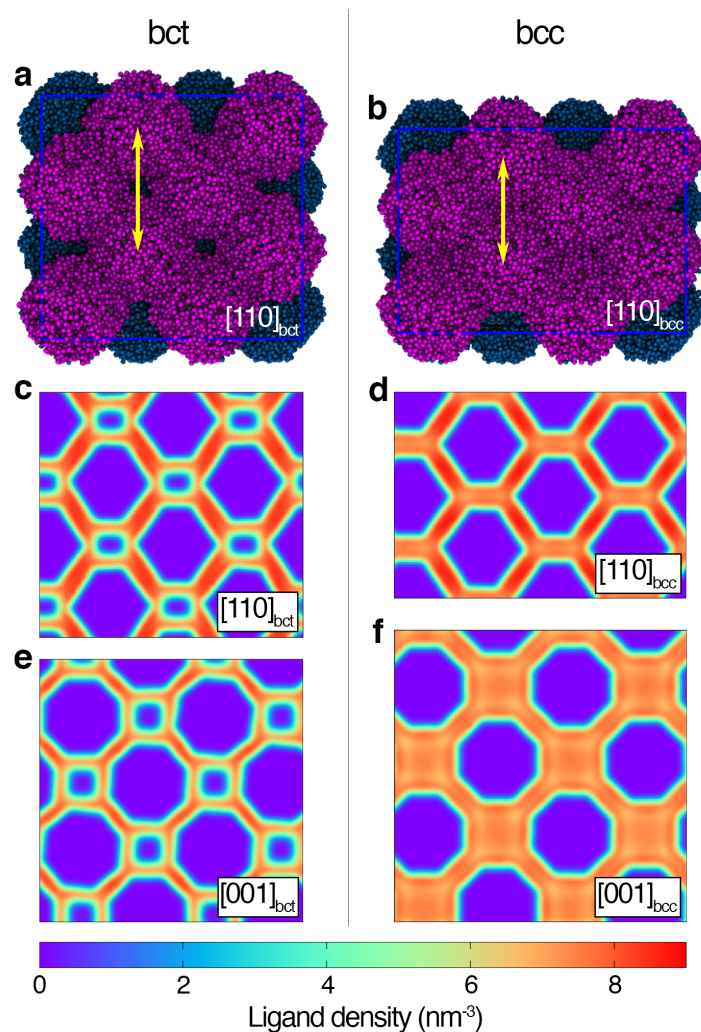 bct
bcc
a
b
[110]bct
[110]bcc
c
d
[110]bct
[110]bcc
e
f
[001]bct
[001]bcc
0 2 4 6 8
Ligand density (nm-3)